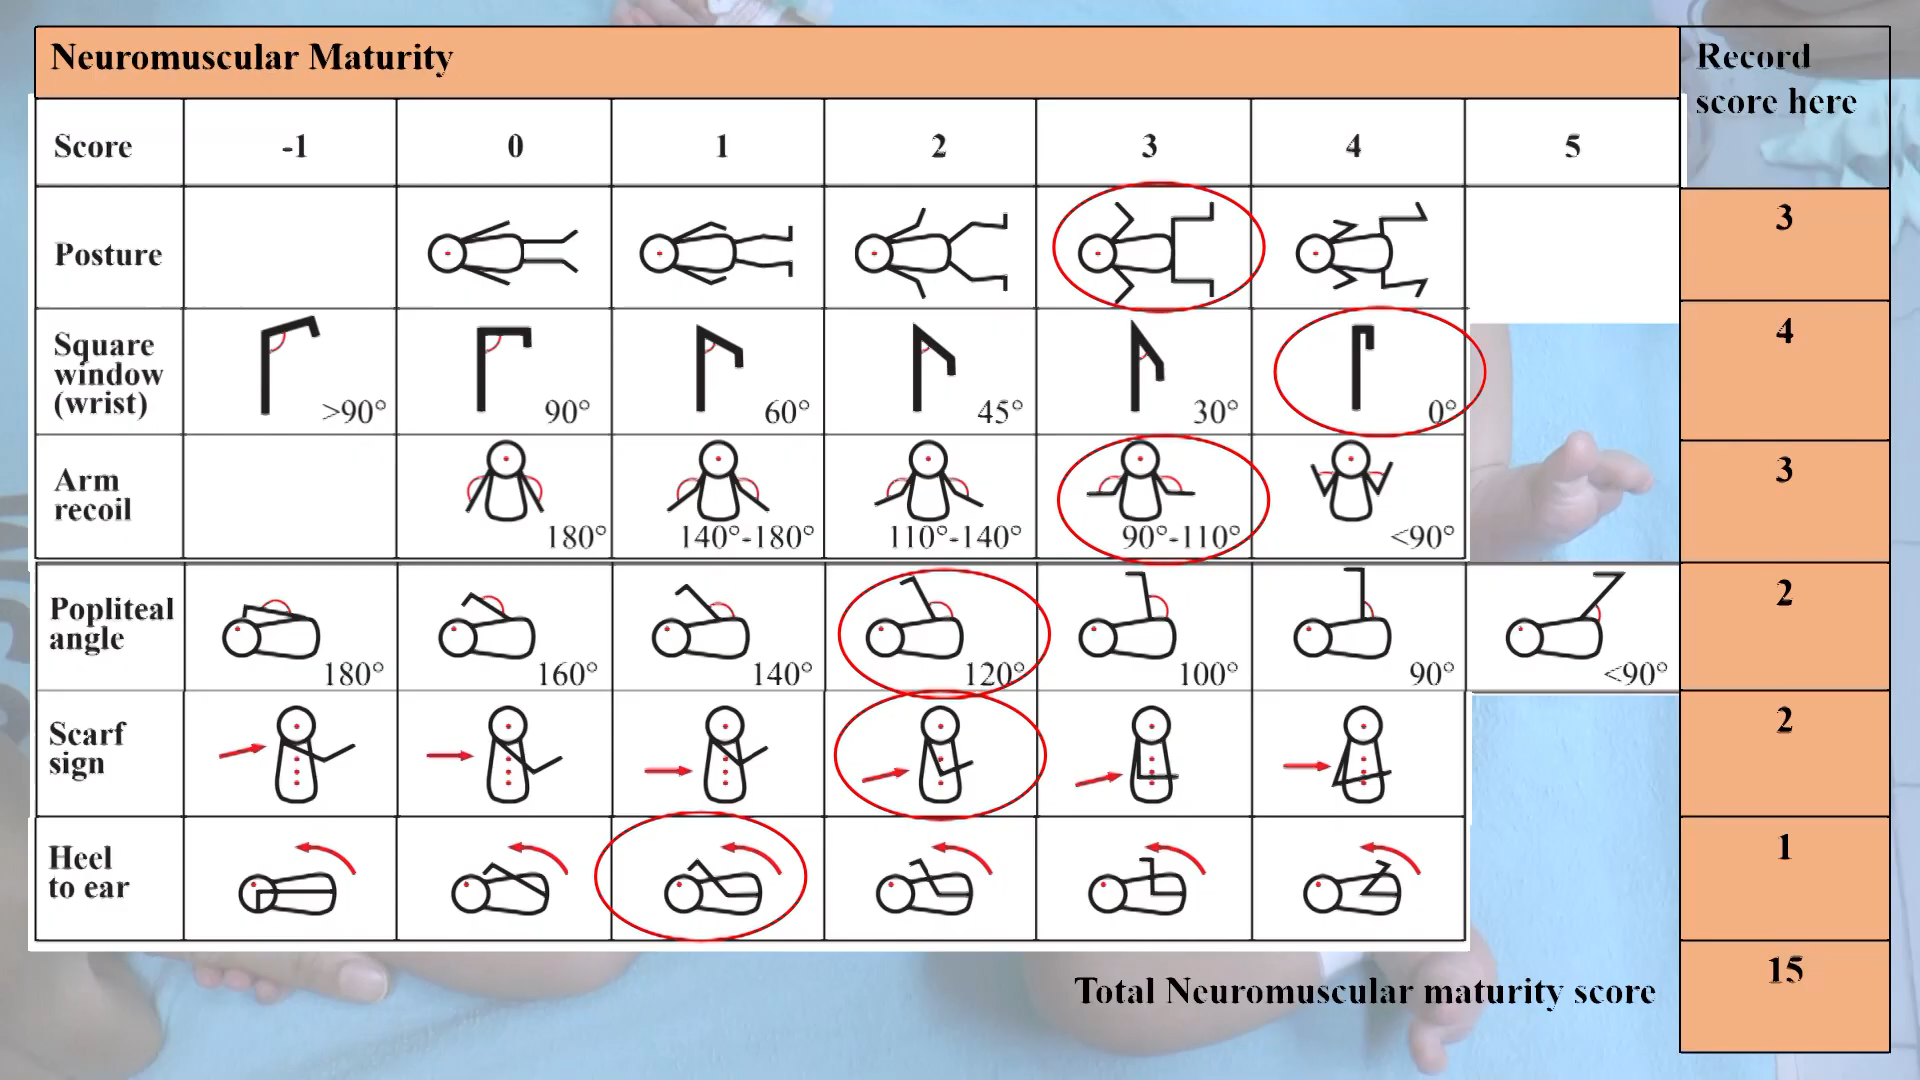 Neuromuscular Maturity
Record
score here
Score -1 0 1 2 3 4 5
Posture
3
Square
window
(wrist)
>90° 90° 60° 45° 30° 0°
4
Arm
recoil
180° 140°-180° 110°-140° 90°-110° <90°
3
Popliteal
angle
180° 160° 140° 120° 100° 90° <90°
2
Scarf
sign
2
Heel
to ear
1
Total Neuromuscular maturity score
15